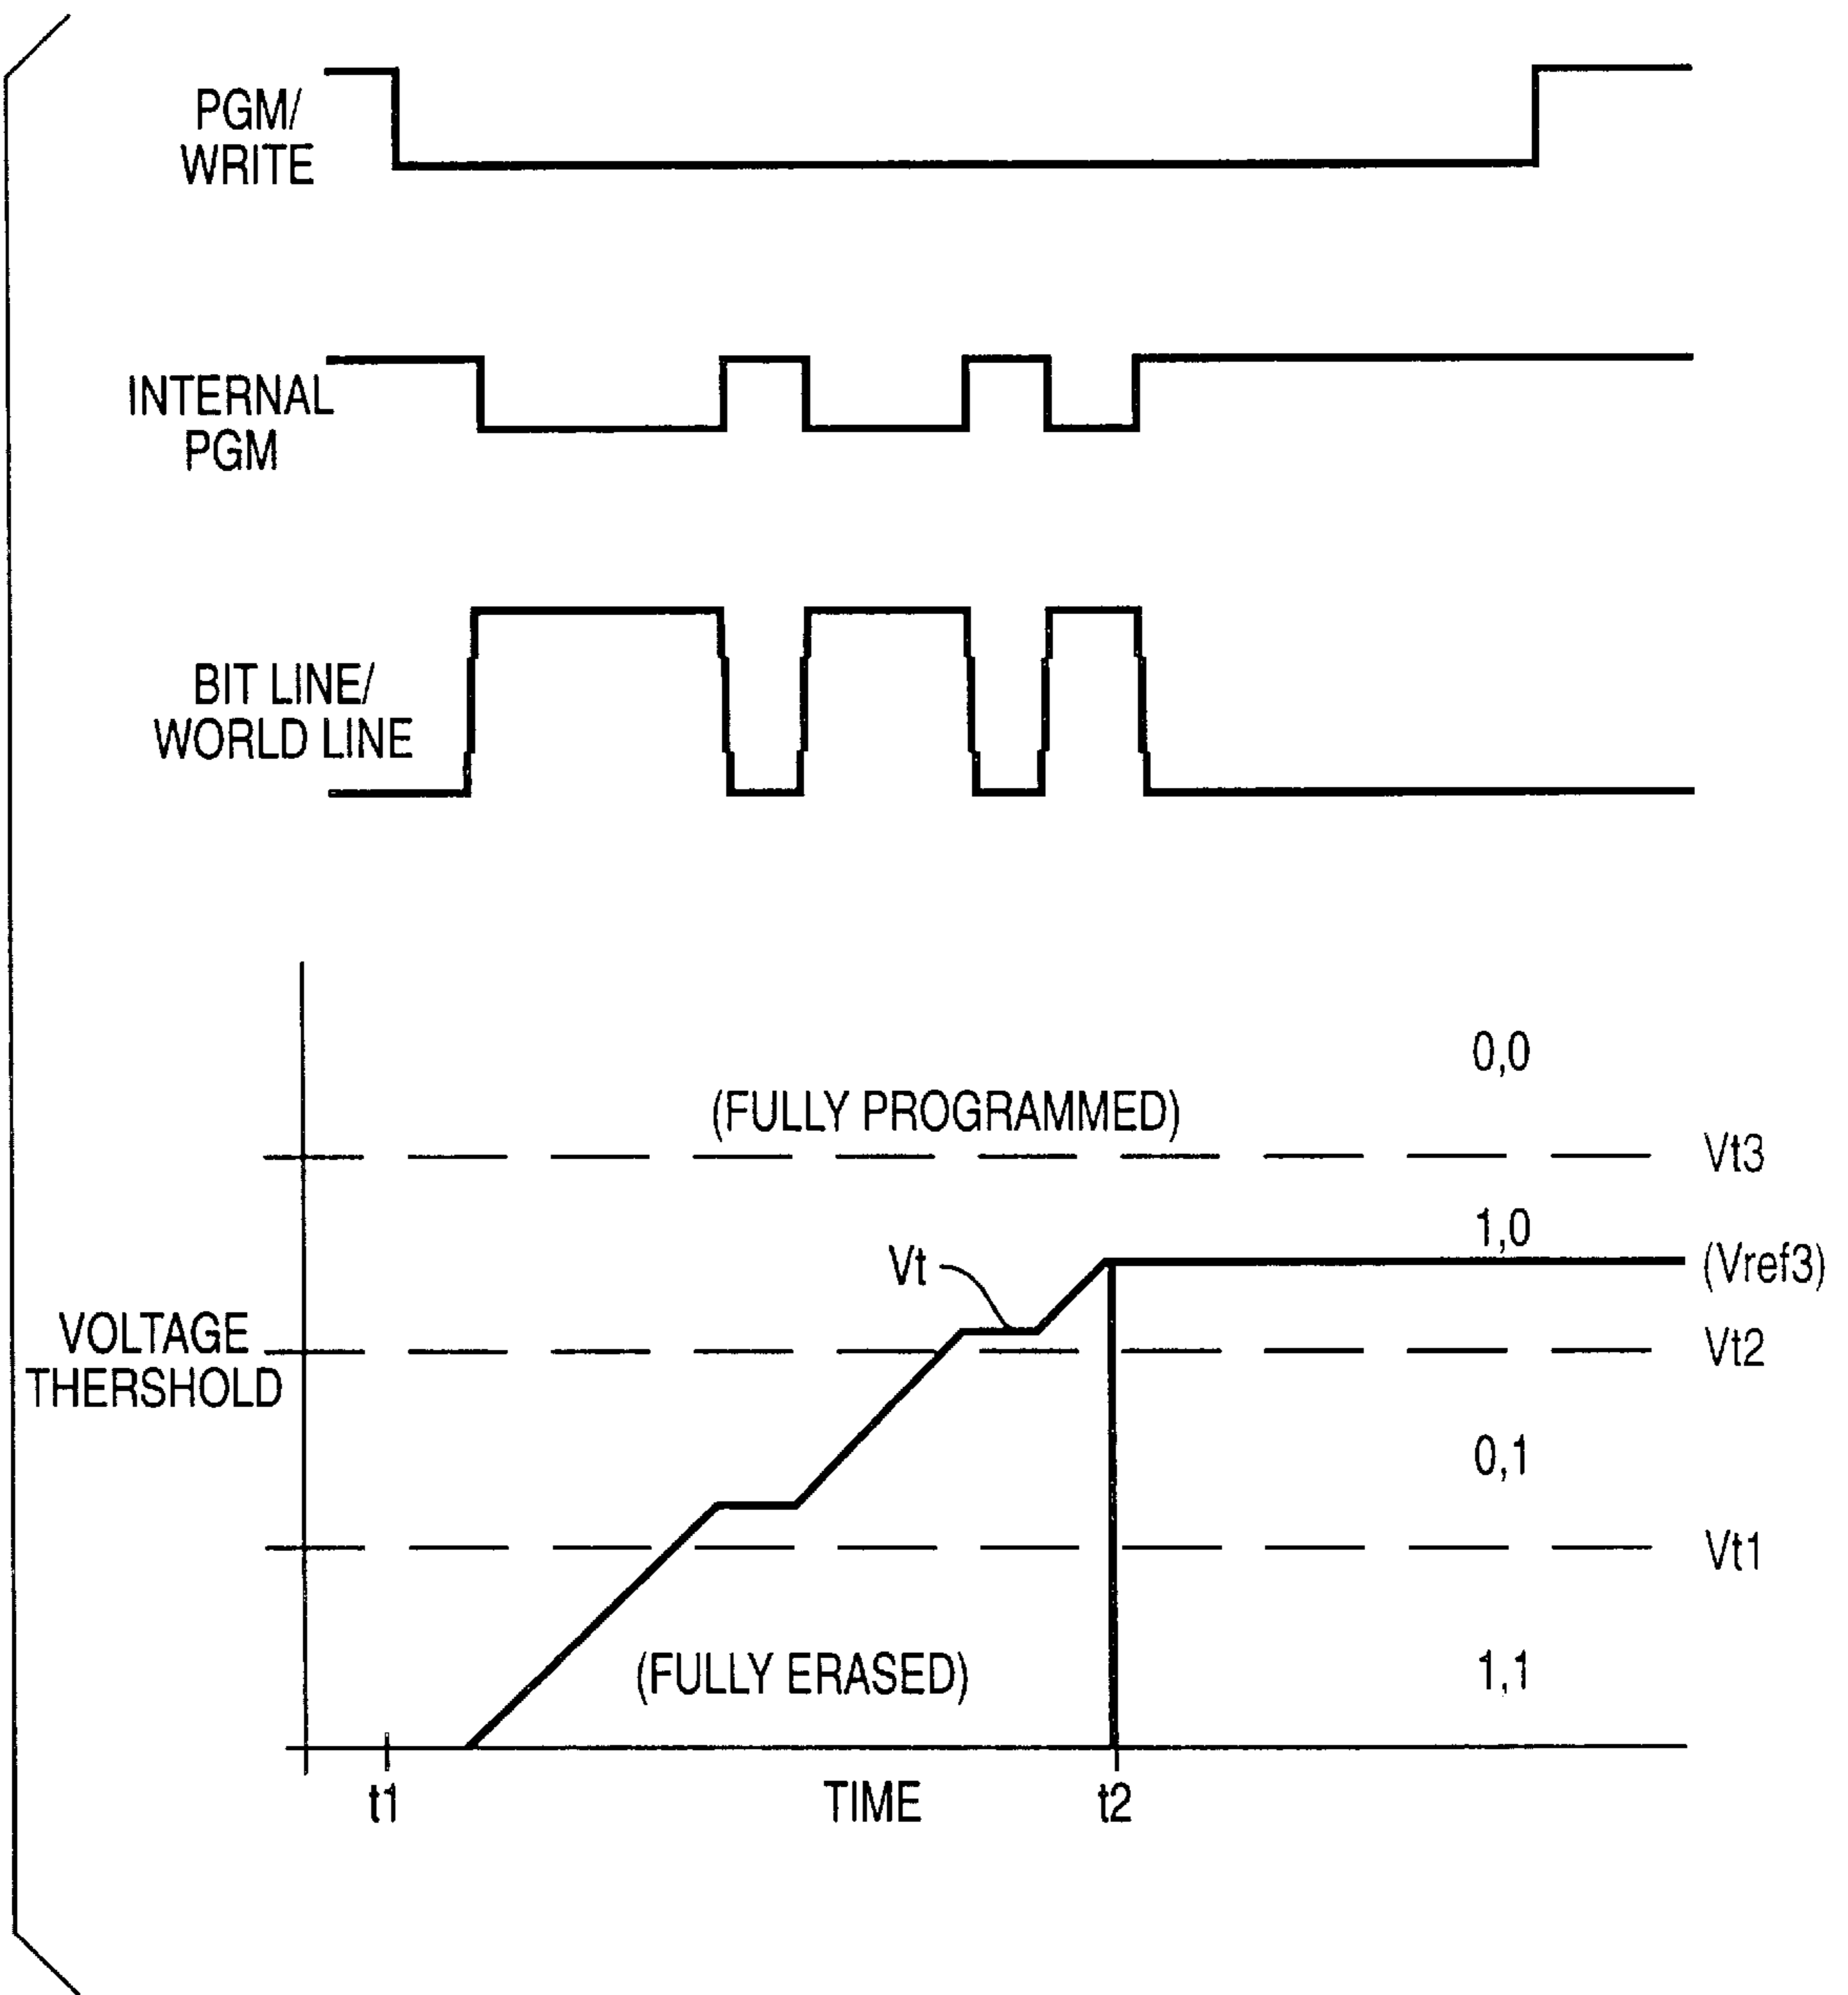 PGM/
WRITE
INTERNAL
PGM
BIT LINE/
WORLD LINE
0,0
(FULLY PROGRAMMED)
Vt3
1,0
Vt
(Vref3)
VOLTAGE
THERSHOLD
Vt2
0,1
Vt1
(FULLY ERASED)
1,1
t1
TIME
t2